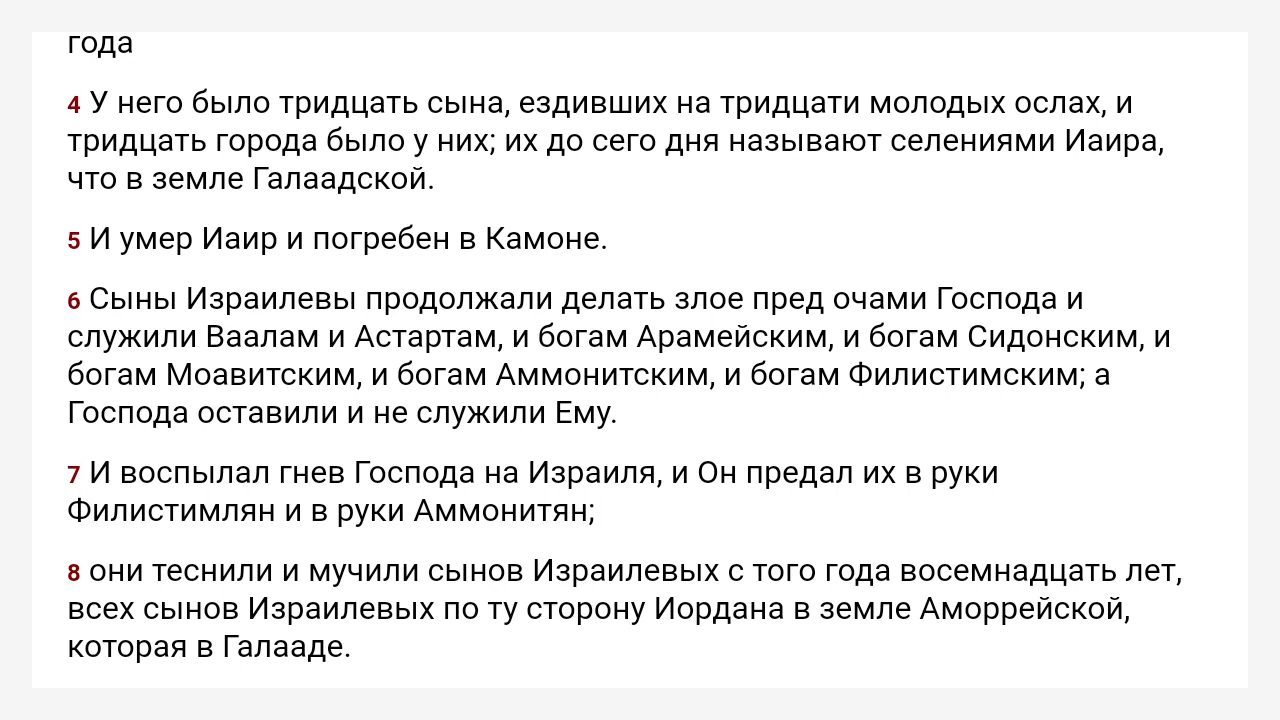 года
4 У него было тридцать сына, ездивших на тридцати молодых ослах, и
тридцать города было у них; их до сего дня называют селениями Иаира,
что в земле Галаадской.
5 И умер Иаир и погребен в Камоне.
6 Сыны Израилевы продолжали делать злое пред очами Господа и
служили Ваалам и Астартам, и богам Арамейским, и богам Сидонским, и
богам Моавитским, и богам Аммонитским, и богам Филистимским; а
Господа оставили и не служили Ему.
7 И воспылал гнев Господа на Израиля, и Он предал их в руки
Филистимлян и в руки Аммонитян;
8 они теснили и мучили сынов Израилевых с того года восемнадцать лет,
всех сынов Израилевых по ту сторону Иордана в земле Аморрейской,
которая в Галааде.